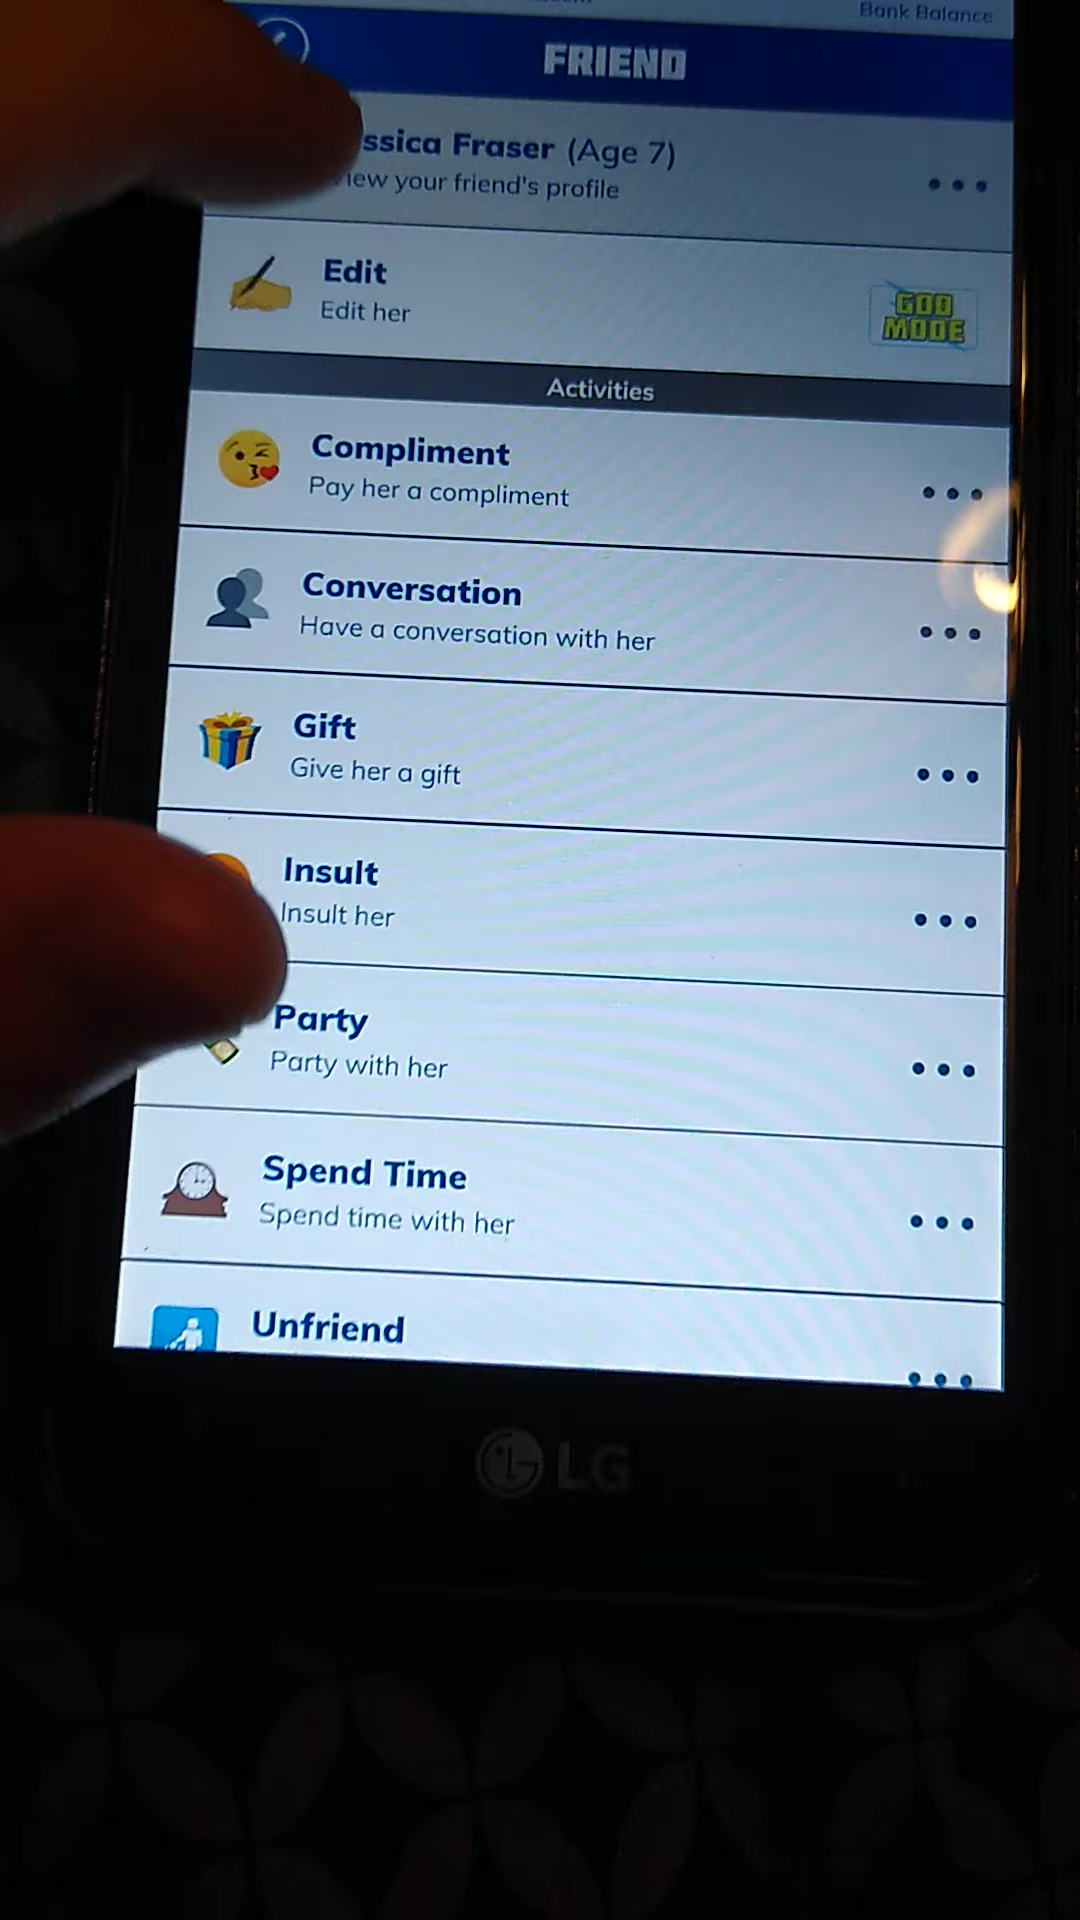 Bank Balance
FRIEND
ssica Fraser (Age 7)
iew your friend's profile
Edit
Edit her
GOD
MODE
Activities
Compliment
Pay her a compliment
Conversation
Have a conversation with her
Gift
Give her a gift
Insult
Insult her
Party
Party with her
Spend Time
Spend time with her
Unfriend
LG